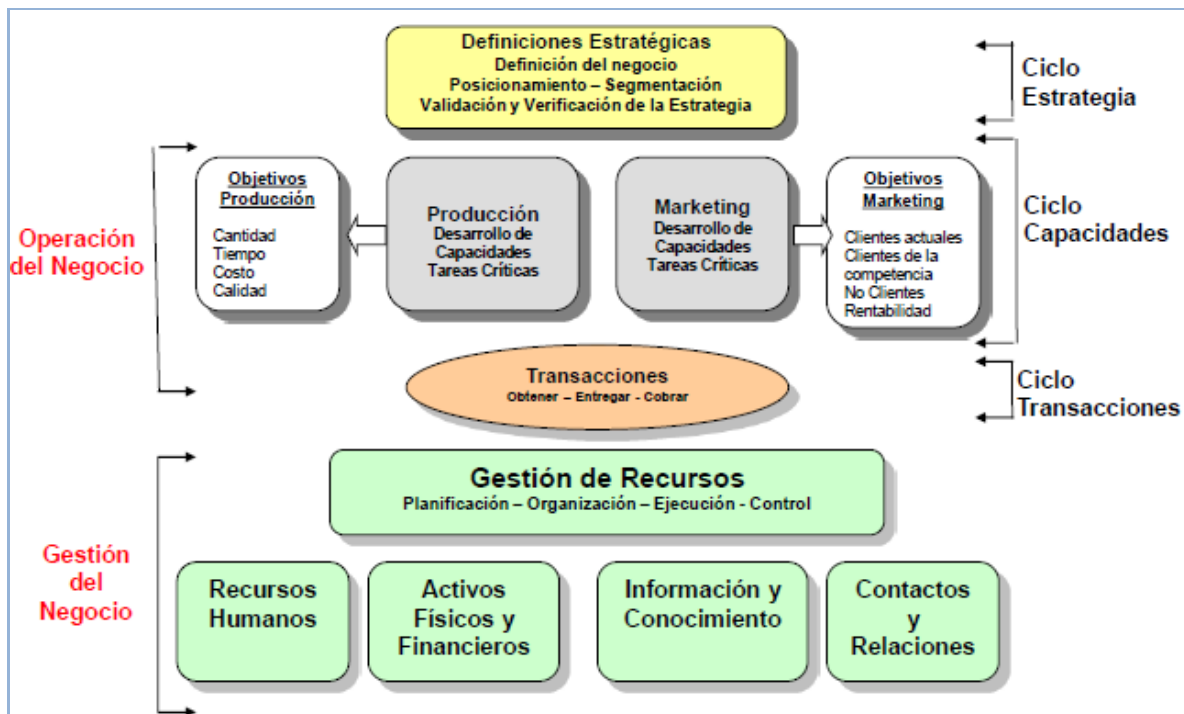 Definiciones Estratégicas
Definición del negocio
Posicionamiento – Segmentación
Validación y Verificación de la Estrategia
Ciclo
Estrategia
Operación
del Negocio
Objetivos
Producción
Cantidad
Tiempo
Costo
Calidad
Producción
Desarrollo de
Capacidades
Tareas Críticas
Marketing
Desarrollo de
Capacidades
Tareas Críticas
Objetivos
Marketing
Clientes actuales
Clientes de la
competencia
No Clientes
Rentabilidad
Ciclo
Capacidades
Transacciones
Obtener – Entregar - Cobrar
Ciclo
Transacciones
Gestión
del
Negocio
Gestión de Recursos
Planificación – Organización – Ejecución - Control
Recursos
Humanos
Activos
Físicos y
Financieros
Información y
Conocimiento
Contactos
y
Relaciones